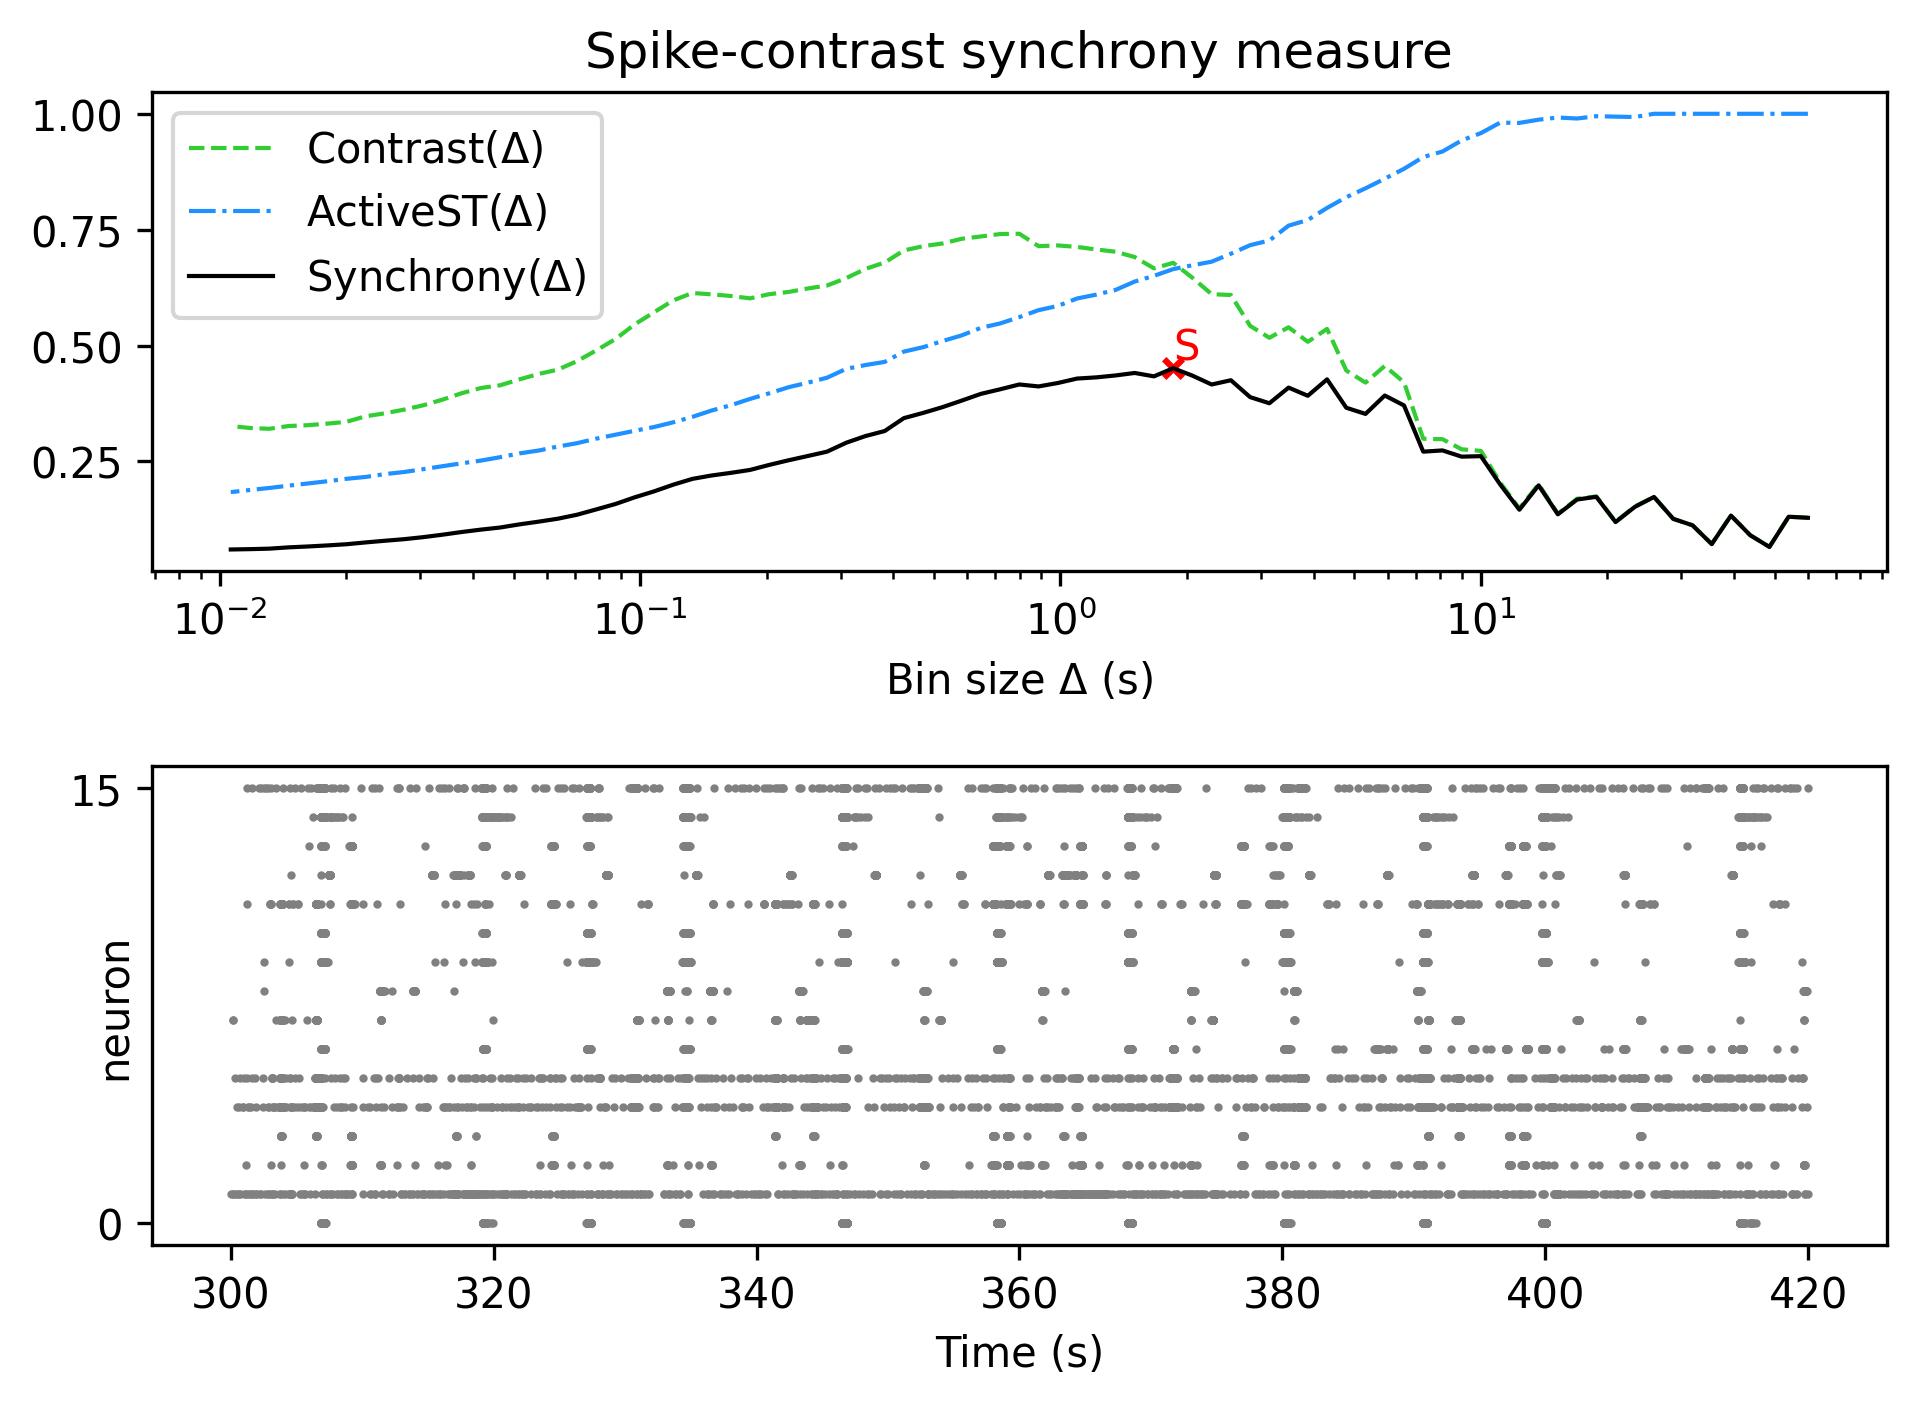 Spike-contrast synchrony measure
1.00
0.75
0.50
0.25
Contrast(Δ)
ActiveST(Δ)
Synchrony(Δ)
S
10⁻²
10⁻¹
10⁰
10¹
Bin size Δ (s)
15
0
neuron
300
320
340
360
380
400
420
Time (s)